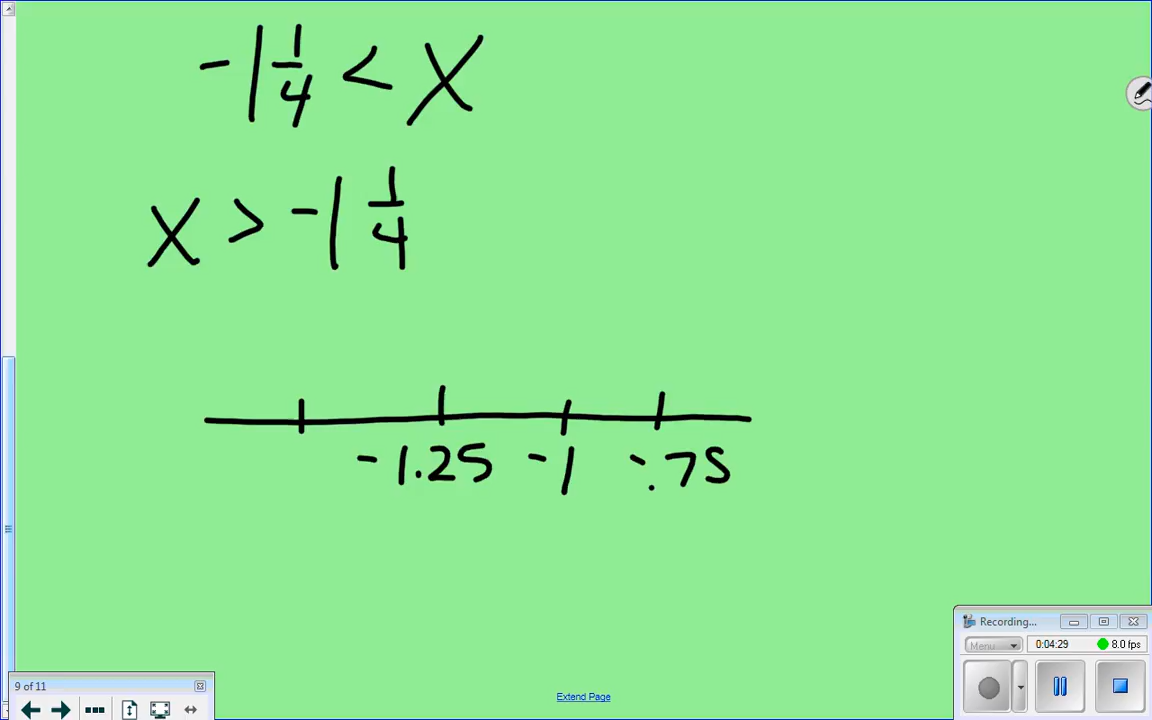 -1 1/4 < X
X > -1 1/4
-1.25 -1 -.75
Recording...
Menu 0:04:29 8.0 fps
9 of 11
Extend Page